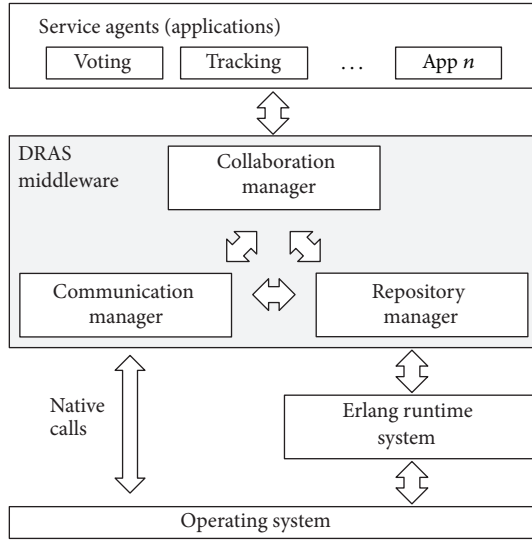 Service agents (applications)
Voting
Tracking
...
App n
DRAS
middleware
Collaboration
manager
Communication
manager
Repository
manager
Native
calls
Erlang runtime
system
Operating system